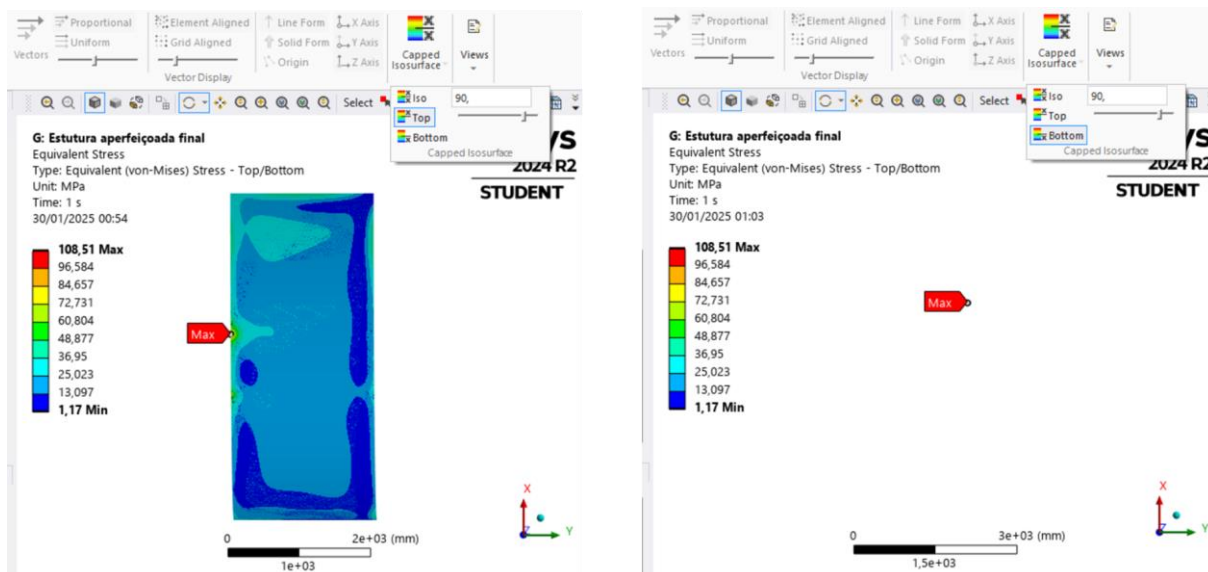 Proportional
Element Aligned
Line Form
X Axis
Uniform
Grid Aligned
Solid Form
Y Axis
Vectors
Origin
Z Axis
Capped
Isosurface
Views
Vector Display
Select
Iso
90,
Top
Bottom
Capped Isosurface
G: Estutura aperfeiçoada final
Equivalent Stress
Type: Equivalent (von-Mises) Stress - Top/Bottom
Unit: MPa
Time: 1 s
30/01/2025 00:54
YS
2024 R2
STUDENT
108,51 Max
96,584
84,657
72,731
60,804
48,877
36,95
25,023
13,097
1,17 Min
Max
X
Y
Z
0
2e+03 (mm)
1e+03
Proportional
Element Aligned
Line Form
X Axis
Uniform
Grid Aligned
Solid Form
Y Axis
Vectors
Origin
Z Axis
Capped
Isosurface
Views
Vector Display
Select
Iso
90,
Top
Bottom
Capped Isosurface
G: Estutura aperfeiçoada final
Equivalent Stress
Type: Equivalent (von-Mises) Stress - Top/Bottom
Unit: MPa
Time: 1 s
30/01/2025 01:03
S
2024 R2
STUDENT
108,51 Max
96,584
84,657
72,731
60,804
48,877
36,95
25,023
13,097
1,17 Min
Max
X
Y
Z
0
3e+03 (mm)
1,5e+03